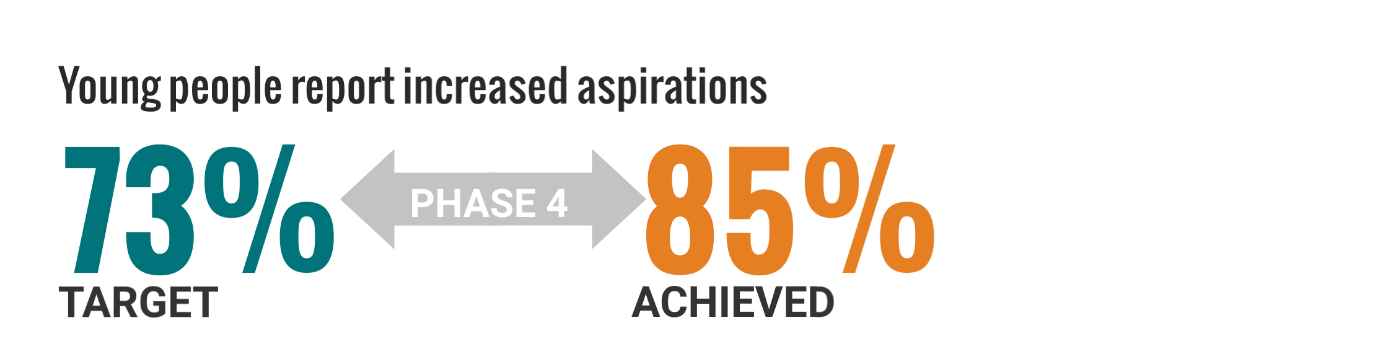 Young people report increased aspirations
73% PHASE 4 85%
TARGET ACHIEVED